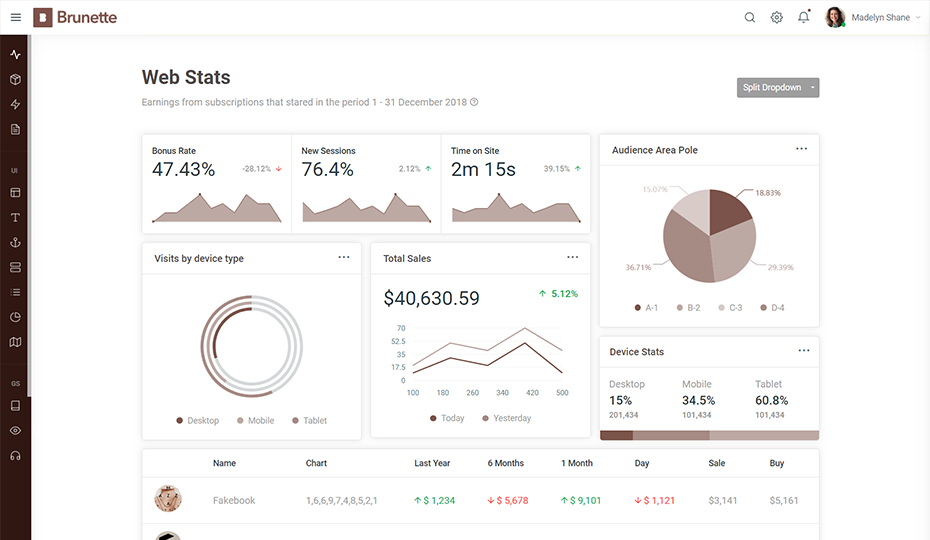 B Brunette
Madelyn Shane
UI
GS
Web Stats
Split Dropdown
Earnings from subscriptions that stared in the period 1 - 31 December 2018
Bonus Rate
47.43%
-28.12%
New Sessions
76.4%
2.12%
Time on Site
2m 15s
39.15%
Audience Area Pole
15.07%
18.83%
36.71%
29.39%
A-1 B-2 C-3 D-4
Visits by device type
Desktop Mobile Tablet
Total Sales
$40,630.59
5.12%
70
52.5
35
17.5
0
100 180 260 340 420 500
Today Yesterday
Device Stats
Desktop Mobile Tablet
15% 34.5% 60.8%
201,434 101,434 101,434
Name Chart Last Year 6 Months 1 Month Day Sale Buy
Fakebook 1,6,6,9,7,4,8,5,2,1 ↑ $ 1,234 ↓ $ 5,678 ↑ $ 9,101 ↓ $ 1,121 $3,141 $5,161